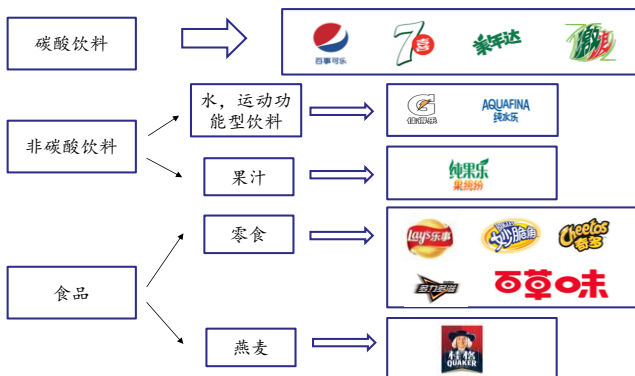 碳酸饮料
百事可乐
7喜
美年达
激浪
非碳酸饮料
水，运动功
能型饮料
G
佳得乐
AQUAFINA
纯水乐
果汁
纯果乐
果缤纷
食品
零食
Lay's乐事
妙脆角
Cheetos
奇多
多力多滋
百草味
燕麦
桂格
QUAKER